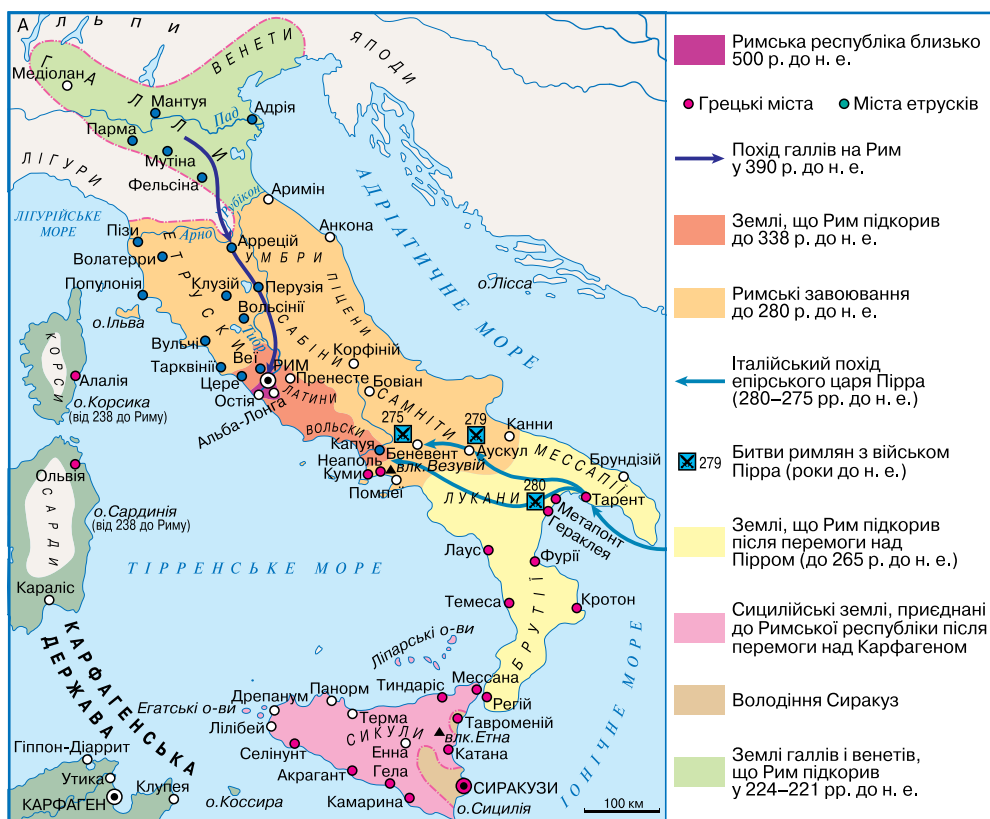 А
ЛЬПИ
ГАЛЛИ
ВЕНЕТИ
ЯПОДИ
Медіолан
Мантуя
Пад
Адрія
Парма
Мутіна
Фельсіна
ЛІГУРИ
Рубікон
Аримін
ЛІГУРІЙСЬКЕ
МОРЕ
Пізи
Арно
Аррецій
Анкона
АДРІАТИЧНЕ МОРЕ
Волатерри
ЕТРУСКИ
УМБРИ
ПІЦЕНИ
Популонія
Клузій
Перузія
о.Лісса
о.Ільва
Вольсінії
Тибр
САБІНИ
Вульчі
Корфіній
КОРСИ
Тарквінії
Веї
РИМ
Пренесте
Бовіан
Алалія
Цере
ЛАТИНИ
САМНІТИ
о.Корсика
(від 238 до Риму)
Остія
Альба-Лонга
ВОЛЬСКИ
275
279
Канни
Капуя
Беневент
Аускул
МЕССАПІЇ
Брундізій
Неаполь
влк.Везувій
Куми
Ольвія
Помпеї
280
ЛУКАНИ
Тарент
САРДИ
о.Сардинія
(від 238 до Риму)
Метапонт
Гераклея
Лаус
Фурії
ТІРРЕНСЬКЕ МОРЕ
Караліс
Темеса
Кротон
БРУТІЇ
КАРФАГЕНСЬКА
ДЕРЖАВА
Ліпарські о-ви
Мессана
Панорм
Тиндаріс
Дрепанум
Регій
Егатські о-ви
Терма
Тавроменій
Лілібей
СИКУЛИ
влк.Етна
Енна
Катана
Гіппон-Діаррит
Селінунт
ІОНІЧНЕ МОРЕ
Утика
Акрагант
Гела
СИРАКУЗИ
Клупея
КАРФАГЕН
о.Коссира
Камарина
о.Сицилія
100 км
Римська республіка близько
500 р. до н. е.
Грецькі міста
Міста етрусків
Похід галлів на Рим
у 390 р. до н. е.
Землі, що Рим підкорив
до 338 р. до н. е.
Римські завоювання
до 280 р. до н. е.
Італійський похід
епірського царя Пірра
(280–275 рр. до н. е.)
279
Битви римлян з військом
Пірра (роки до н. е.)
Землі, що Рим підкорив
після перемоги над
Пірром (до 265 р. до н. е.)
Сицилійські землі, приєднані
до Римської республіки після
перемоги над Карфагеном
Володіння Сиракуз
Землі галлів і венетів,
що Рим підкорив
у 224–221 рр. до н. е.